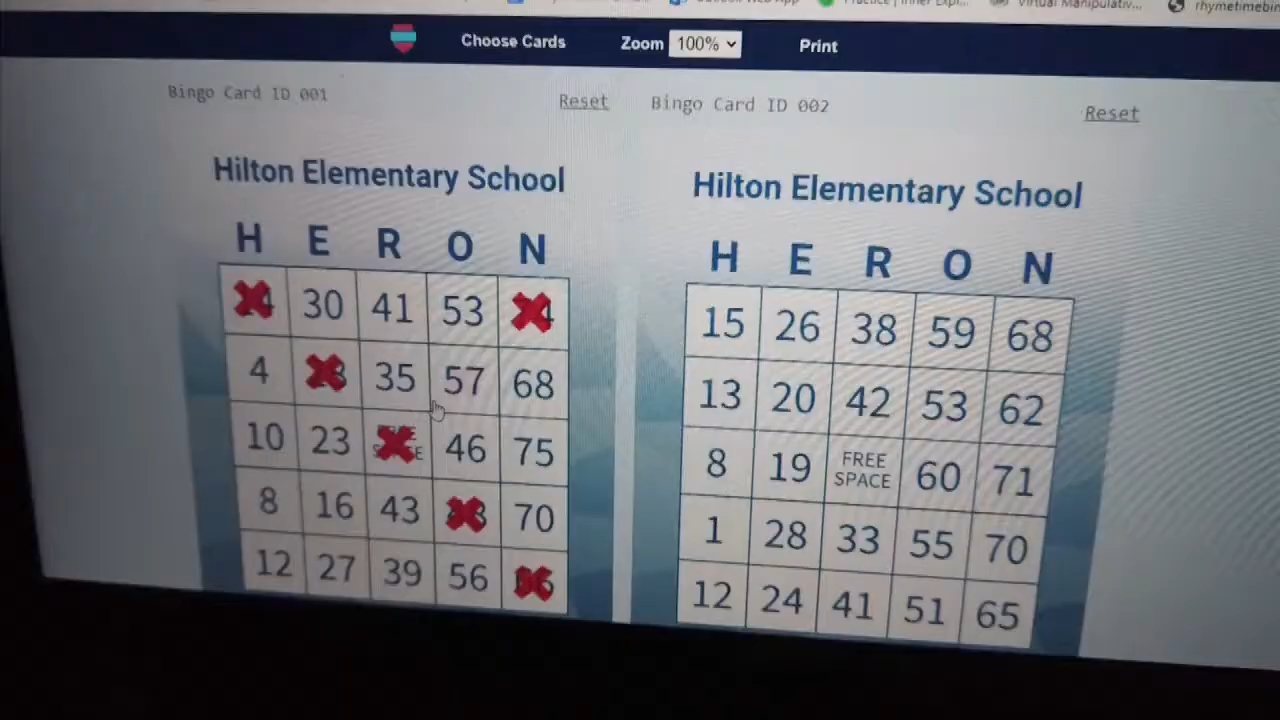 Choose Cards Zoom 100% Print
Bingo Card ID 001 Reset
Hilton Elementary School
H E R O N
30 41 53
4 35 57 68
10 23 46 75
8 16 43 70
12 27 39 56
Bingo Card ID 002 Reset
Hilton Elementary School
H E R O N
15 26 38 59 68
13 20 42 53 62
8 19 FREE SPACE 60 71
1 28 33 55 70
12 24 41 51 65